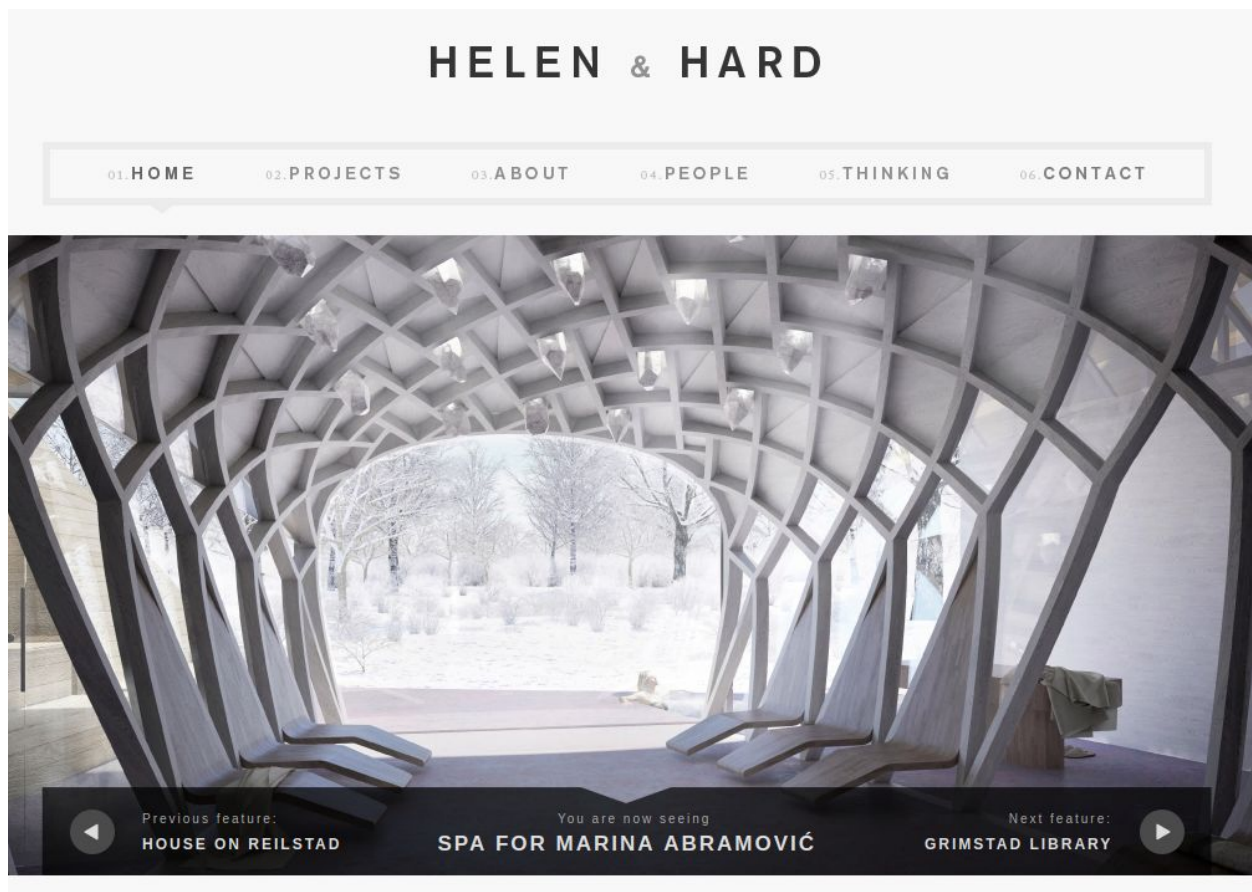 HELEN & HARD
01.HOME 02.PROJECTS 03.ABOUT 04.PEOPLE 05.THINKING 06.CONTACT
Previous feature:
HOUSE ON REILSTAD
You are now seeing
SPA FOR MARINA ABRAMOVIĆ
Next feature:
GRIMSTAD LIBRARY